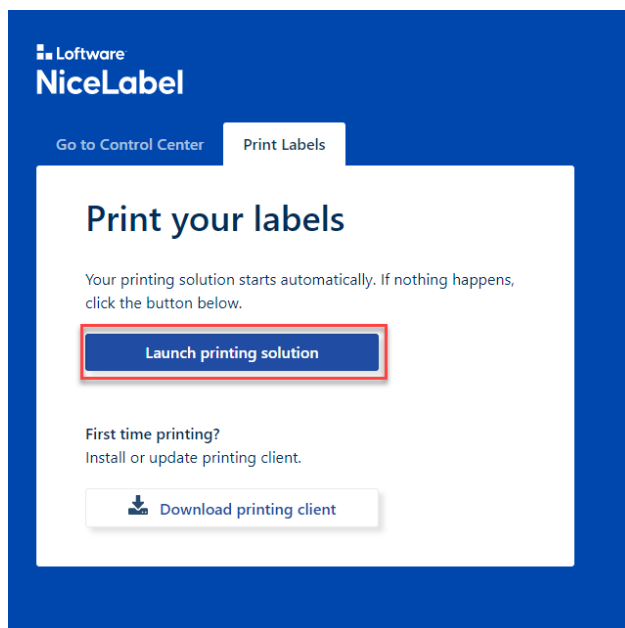 Loftware
NiceLabel
Go to Control Center
Print Labels
Print your labels
Your printing solution starts automatically. If nothing happens,
click the button below.
Launch printing solution
First time printing?
Install or update printing client.
Download printing client